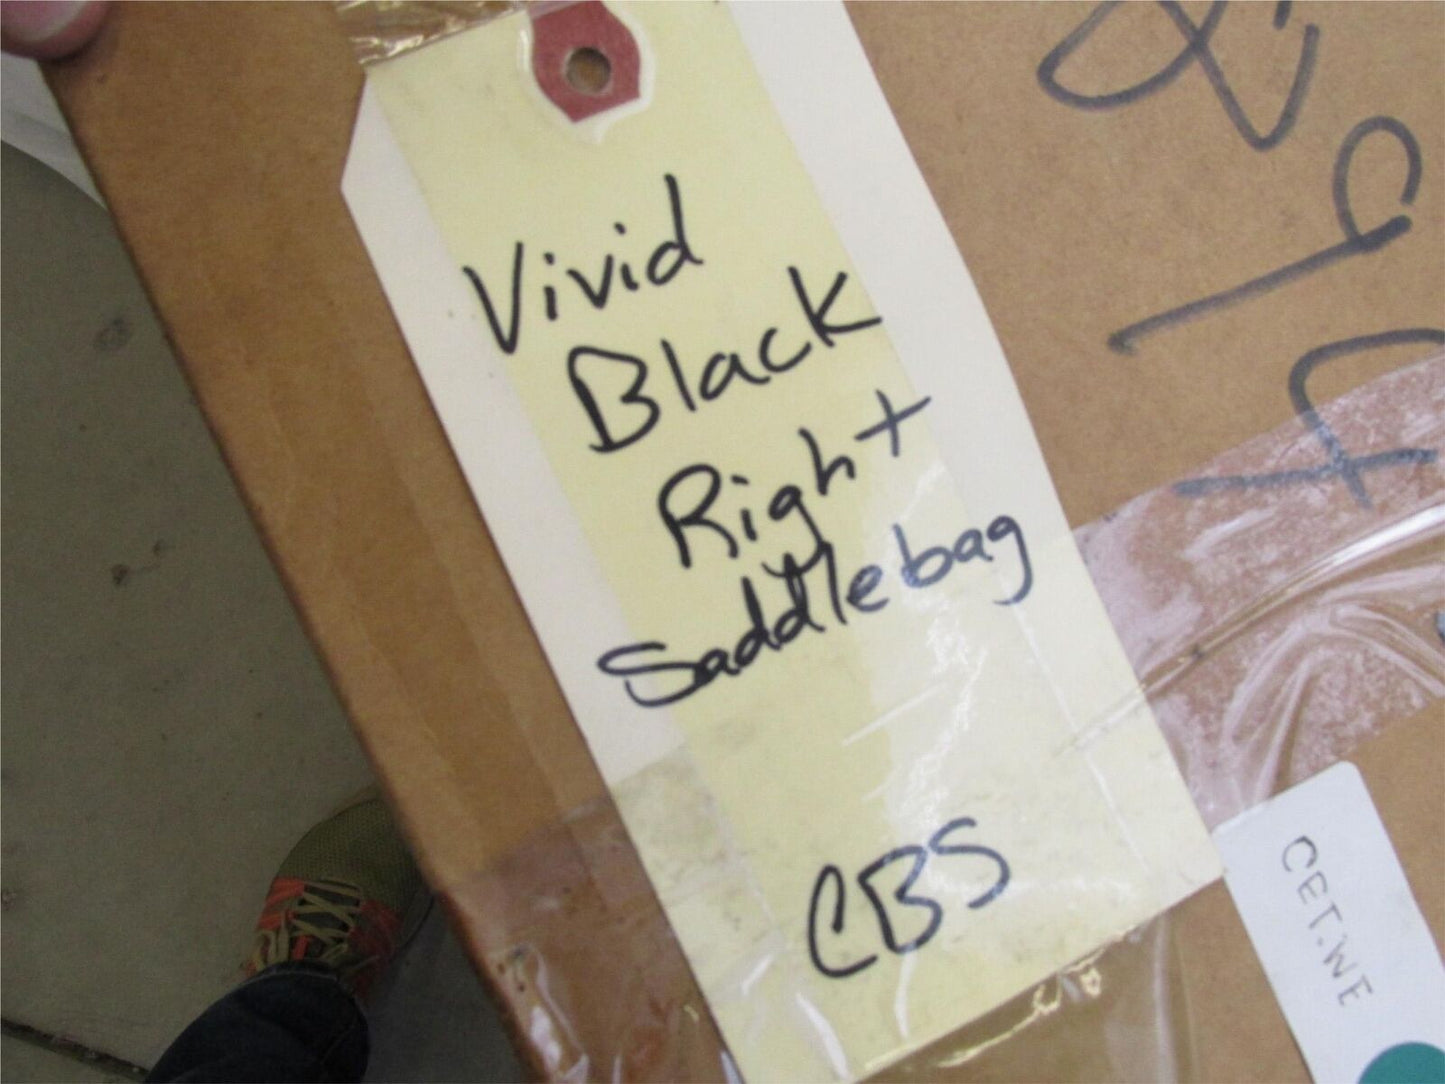 Vivid
Black
Right
Saddlebag
CBS
CET.WE